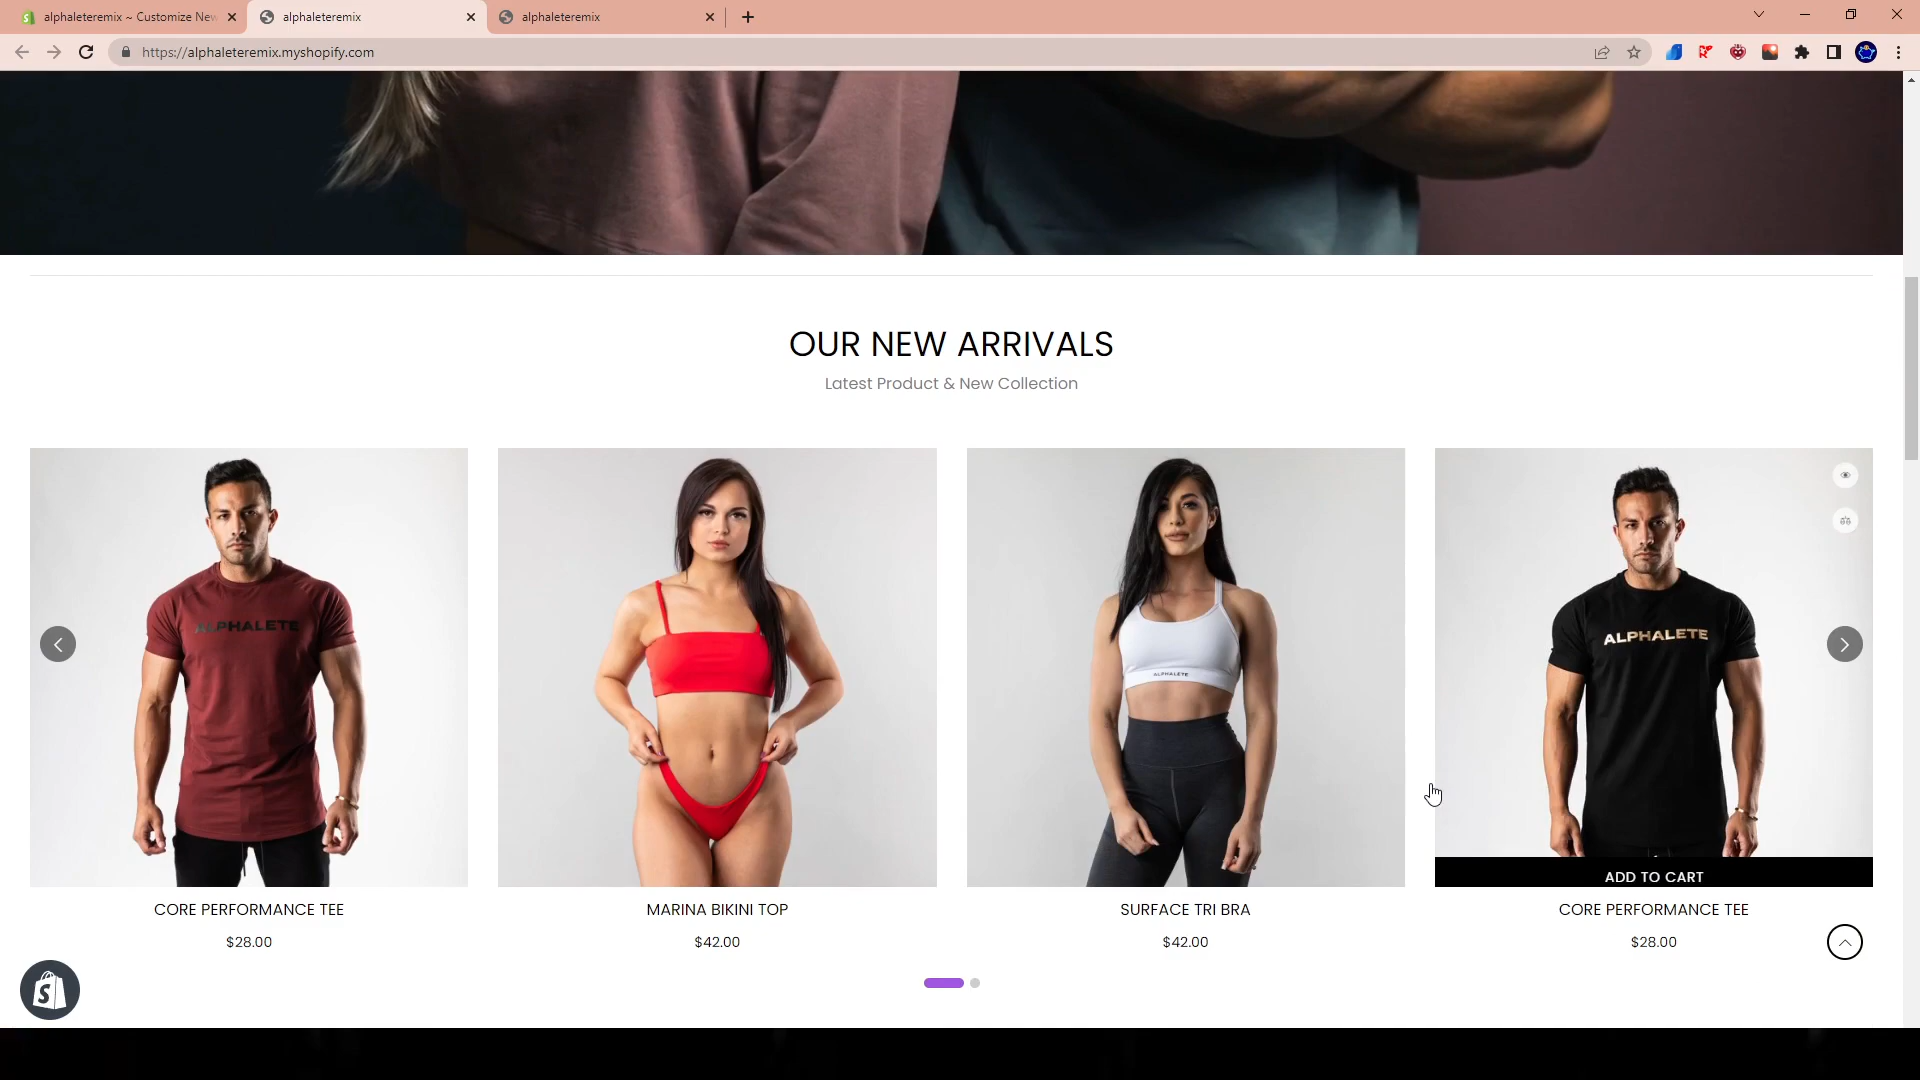 alphaleteremix ~ Customize New
alphaleteremix
alphaleteremix
https://alphaleteremix.myshopify.com
OUR NEW ARRIVALS
Latest Product & New Collection
ALPHALETE
ALPHALETE
ALPHALETE
ADD TO CART
CORE PERFORMANCE TEE
MARINA BIKINI TOP
SURFACE TRI BRA
CORE PERFORMANCE TEE
$28.00
$42.00
$42.00
$28.00